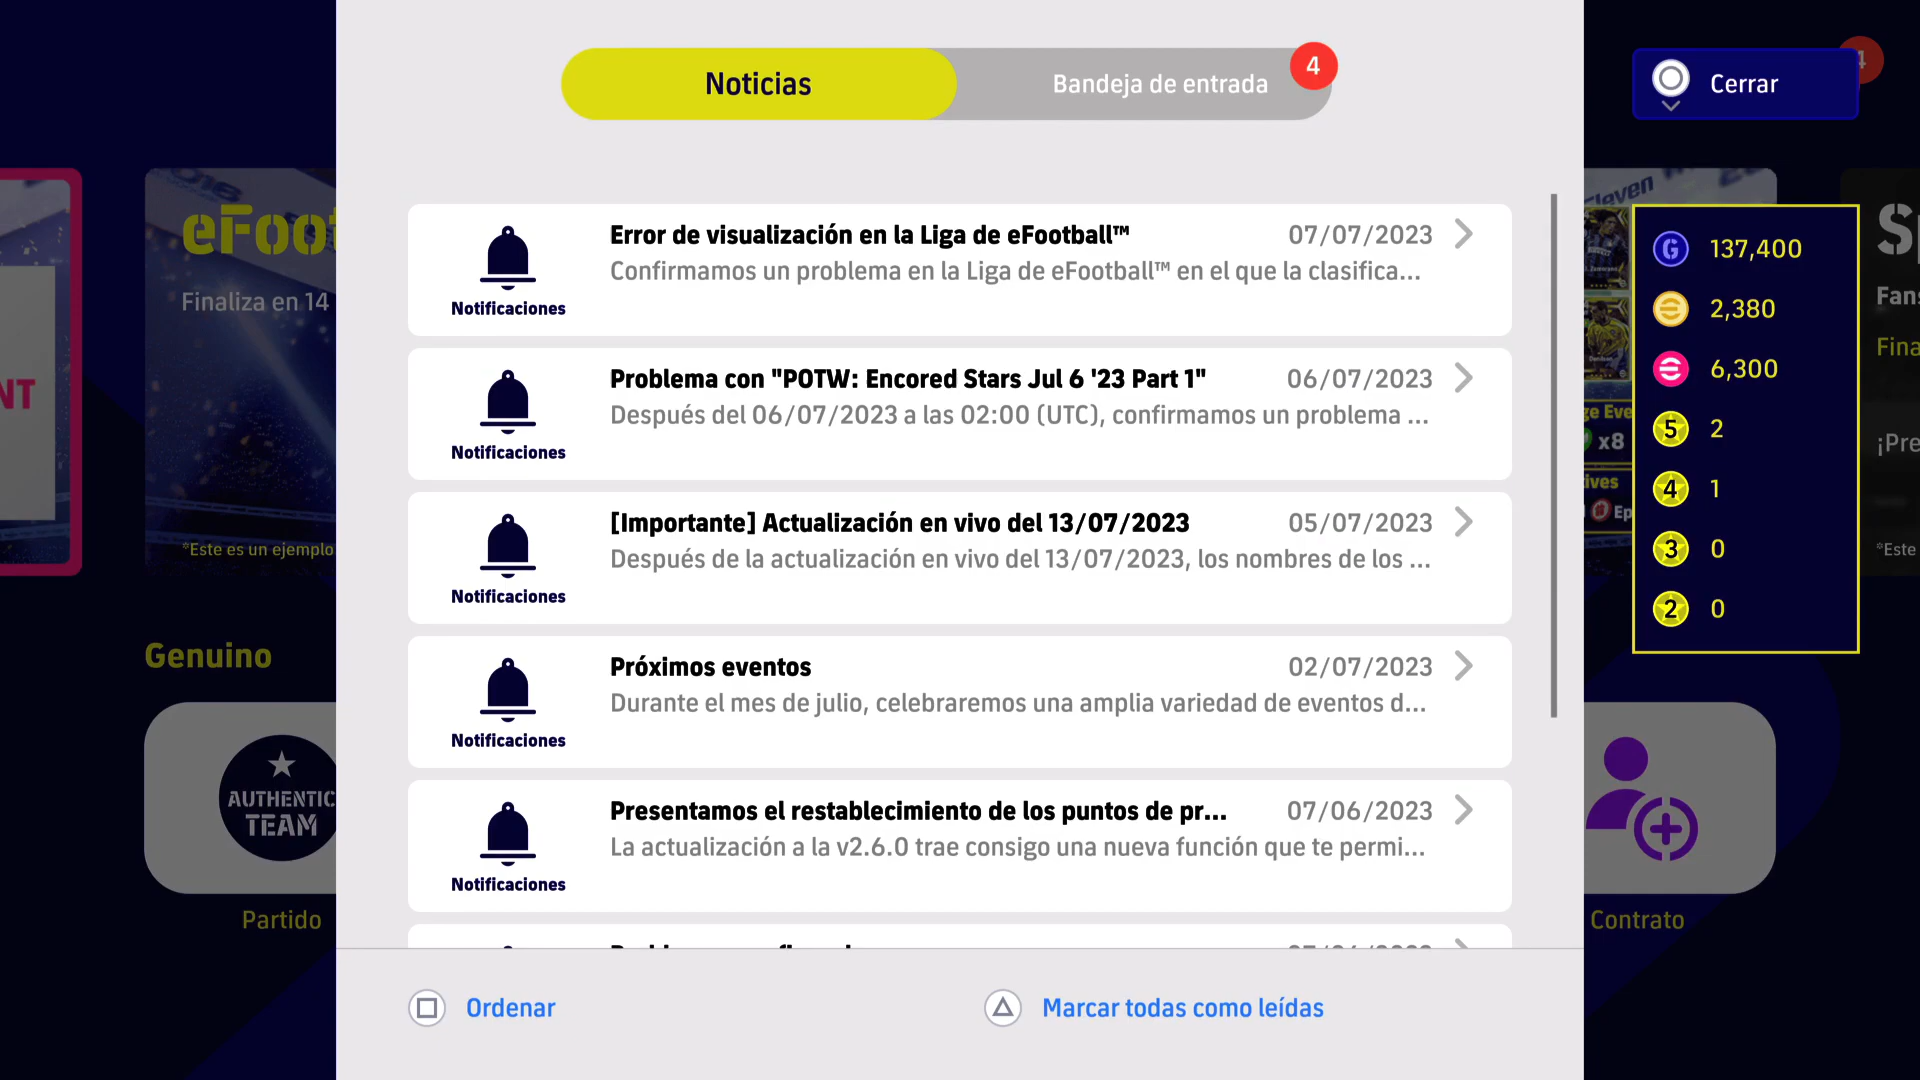 Noticias
Bandeja de entrada
4
Cerrar
Error de visualización en la Liga de eFootball™ 07/07/2023
Confirmamos un problema en la Liga de eFootball™ en el que la clasifica...
Notificaciones
Problema con "POTW: Encored Stars Jul 6 '23 Part 1" 06/07/2023
Después del 06/07/2023 a las 02:00 (UTC), confirmamos un problema ...
Notificaciones
[Importante] Actualización en vivo del 13/07/2023 05/07/2023
Después de la actualización en vivo del 13/07/2023, los nombres de los ...
Notificaciones
Próximos eventos 02/07/2023
Durante el mes de julio, celebraremos una amplia variedad de eventos d...
Notificaciones
Presentamos el restablecimiento de los puntos de pr... 07/06/2023
La actualización a la v2.6.0 trae consigo una nueva función que te permi...
Notificaciones
Ordenar
Marcar todas como leídas
G 137,400
2,380
6,300
5 2
4 1
3 0
2 0
eFoot
Finaliza en 14
*Este es un ejemplo
NT
Genuino
AUTHENTIC
TEAM
Partido
Contrato
x8
Fans
Fina
¡Pre
*Este